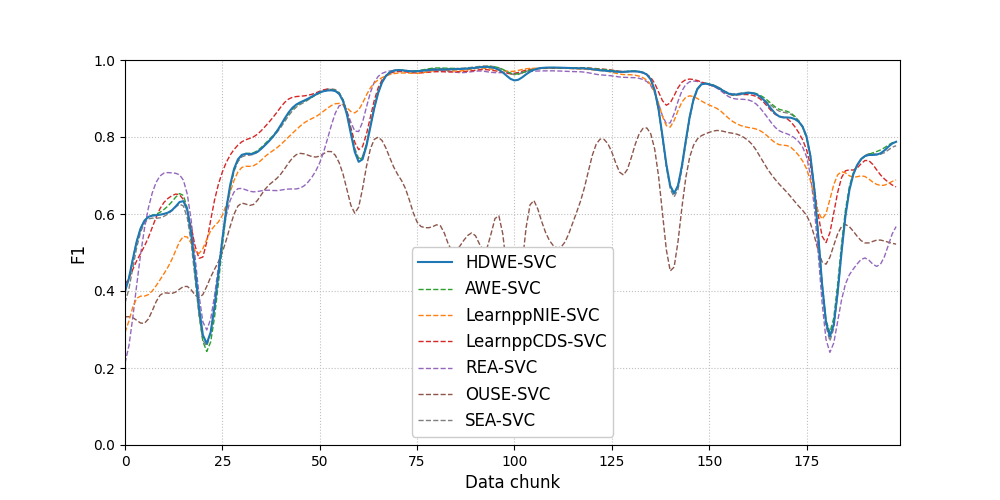 1.0
0.8
0.6
0.4
0.2
0.0
F1
HDWE-SVC
AWE-SVC
LearnppNIE-SVC
LearnppCDS-SVC
REA-SVC
OUSE-SVC
SEA-SVC
0 25 50 75 100 125 150 175
Data chunk